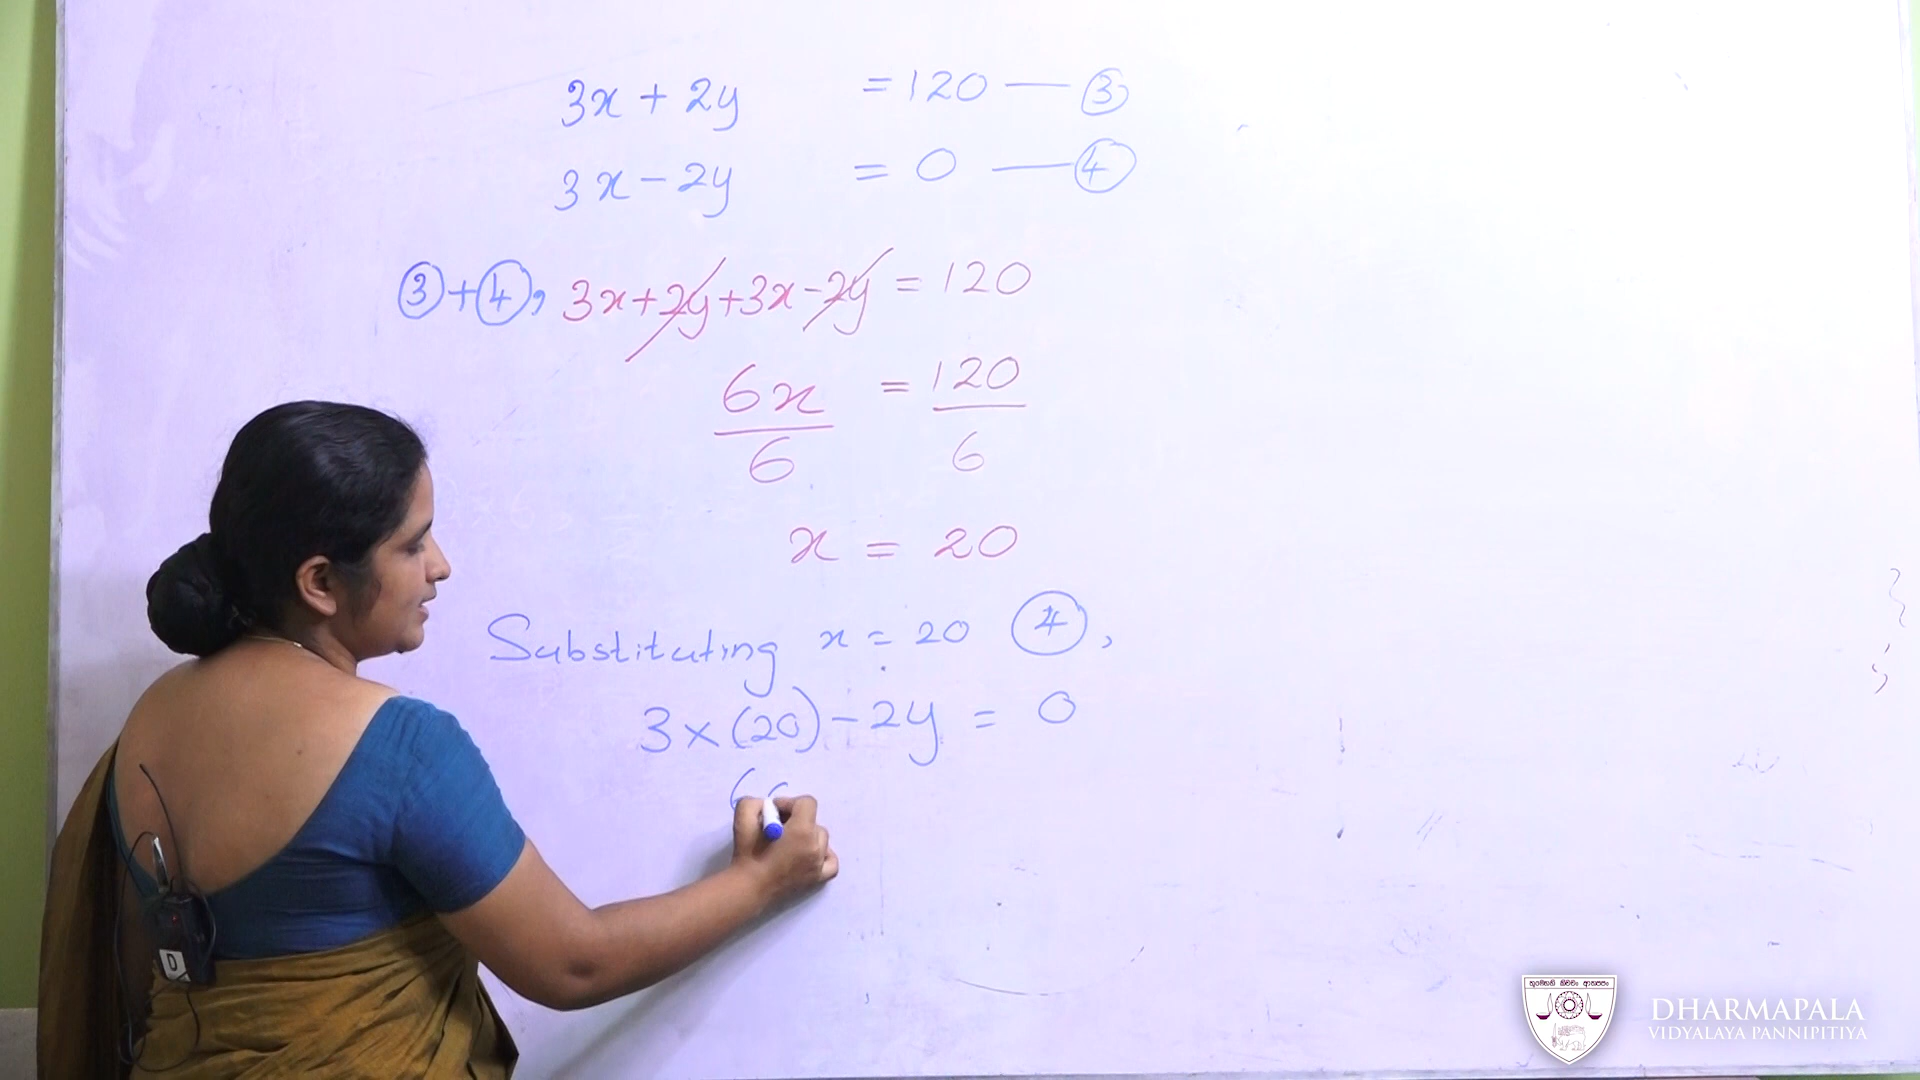 3x + 2y = 120 — ③
3x - 2y = 0 — ④
③+④, 3x+2y+3x-2y = 120
6x/6 = 120/6
x = 20
Substituting x = 20 ④,
3×(20)-2y = 0
6
D
DHARMAPALA
VIDYALAYA PANNIPITIYA